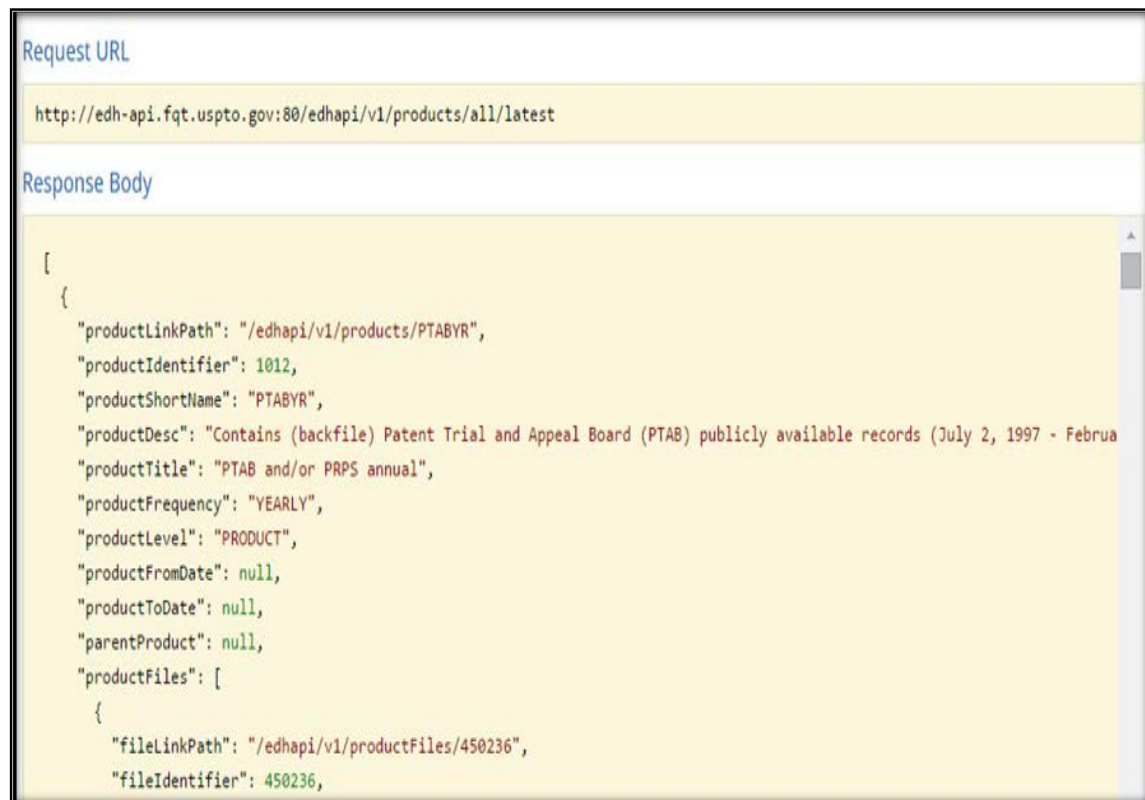 Request URL
http://edh-api.fqt.uspto.gov:80/edhapi/v1/products/all/latest
Response Body
[
{
"productLinkPath": "/edhapi/v1/products/PTABYR",
"productIdentifier": 1012,
"productShortName": "PTABYR",
"productDesc": "Contains (backfile) Patent Trial and Appeal Board (PTAB) publicly available records (July 2, 1997 - Februa
"productTitle": "PTAB and/or PRPS annual",
"productFrequency": "YEARLY",
"productLevel": "PRODUCT",
"productFromDate": null,
"productToDate": null,
"parentProduct": null,
"productFiles": [
{
"fileLinkPath": "/edhapi/v1/productFiles/450236",
"fileIdentifier": 450236,